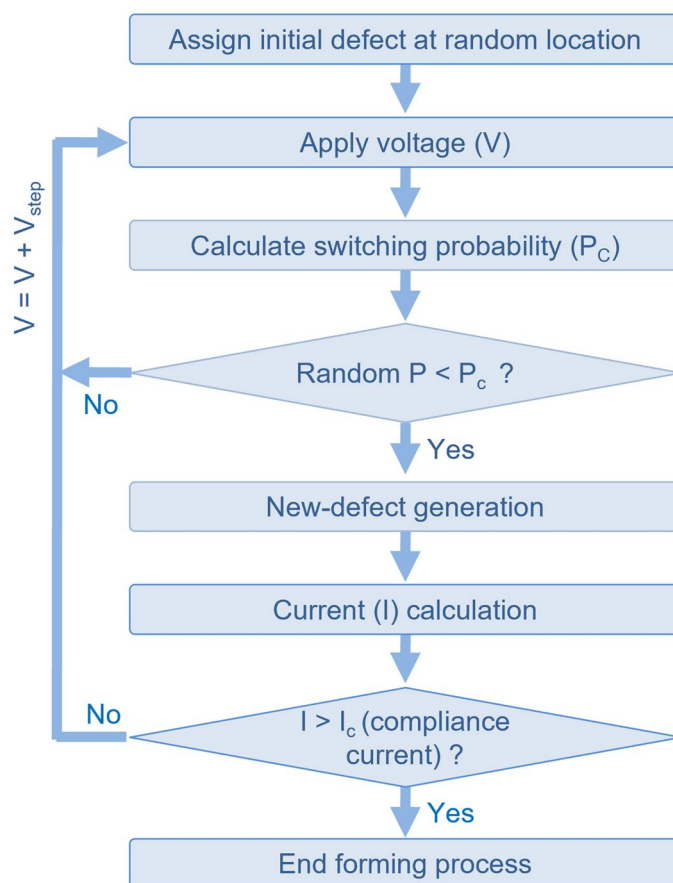 Assign initial defect at random location
Apply voltage (V)
V = V + Vstep
Calculate switching probability (PC)
Random P < Pc ?
No
Yes
New-defect generation
Current (I) calculation
No
I > Ic (compliance
current) ?
Yes
End forming process